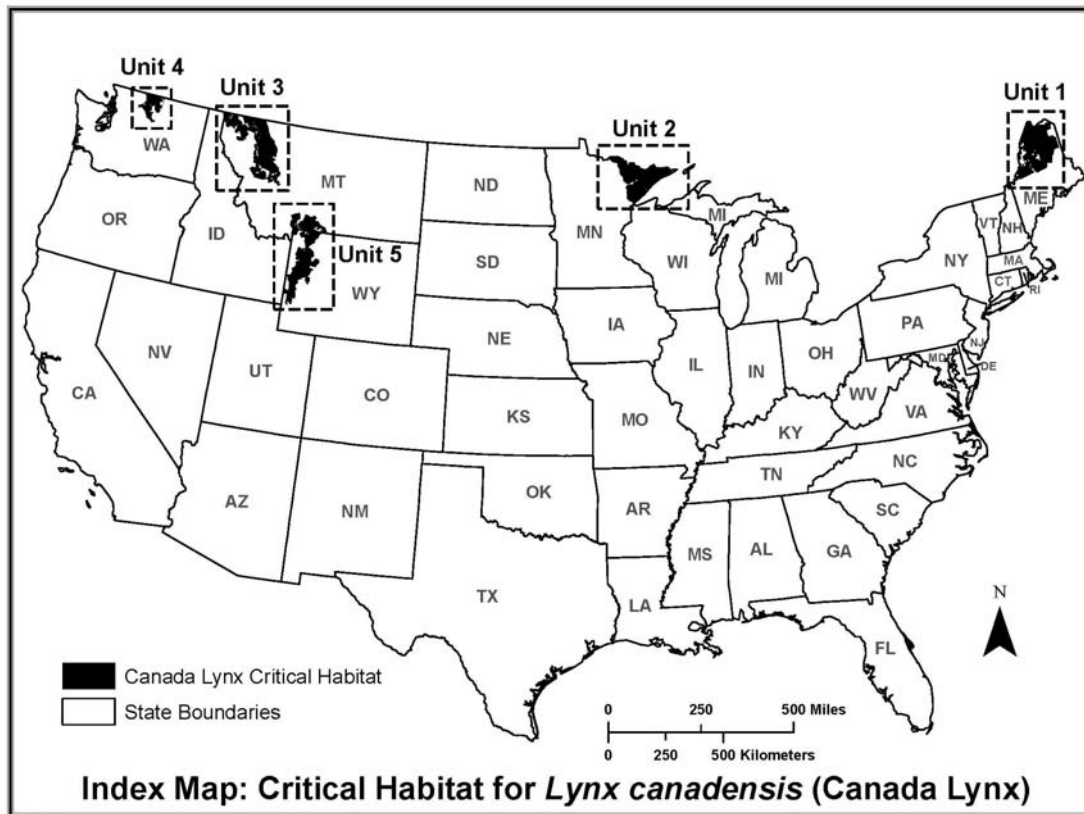 Unit 4
Unit 3
Unit 2
Unit 1
WA
MT
ND
MN
ME
OR
ID
Unit 5
WY
SD
WI
MI
MI
VT
NH
NY
MA
CT
RI
NV
UT
CO
NE
IA
IL
IN
OH
PA
NJ
MD
DE
WV
VA
CA
KS
MO
KY
AZ
NM
OK
AR
TN
NC
SC
TX
LA
MS
AL
GA
FL
N
Canada Lynx Critical Habitat
State Boundaries
0 250 500 Miles
0 250 500 Kilometers
Index Map: Critical Habitat for Lynx canadensis (Canada Lynx)